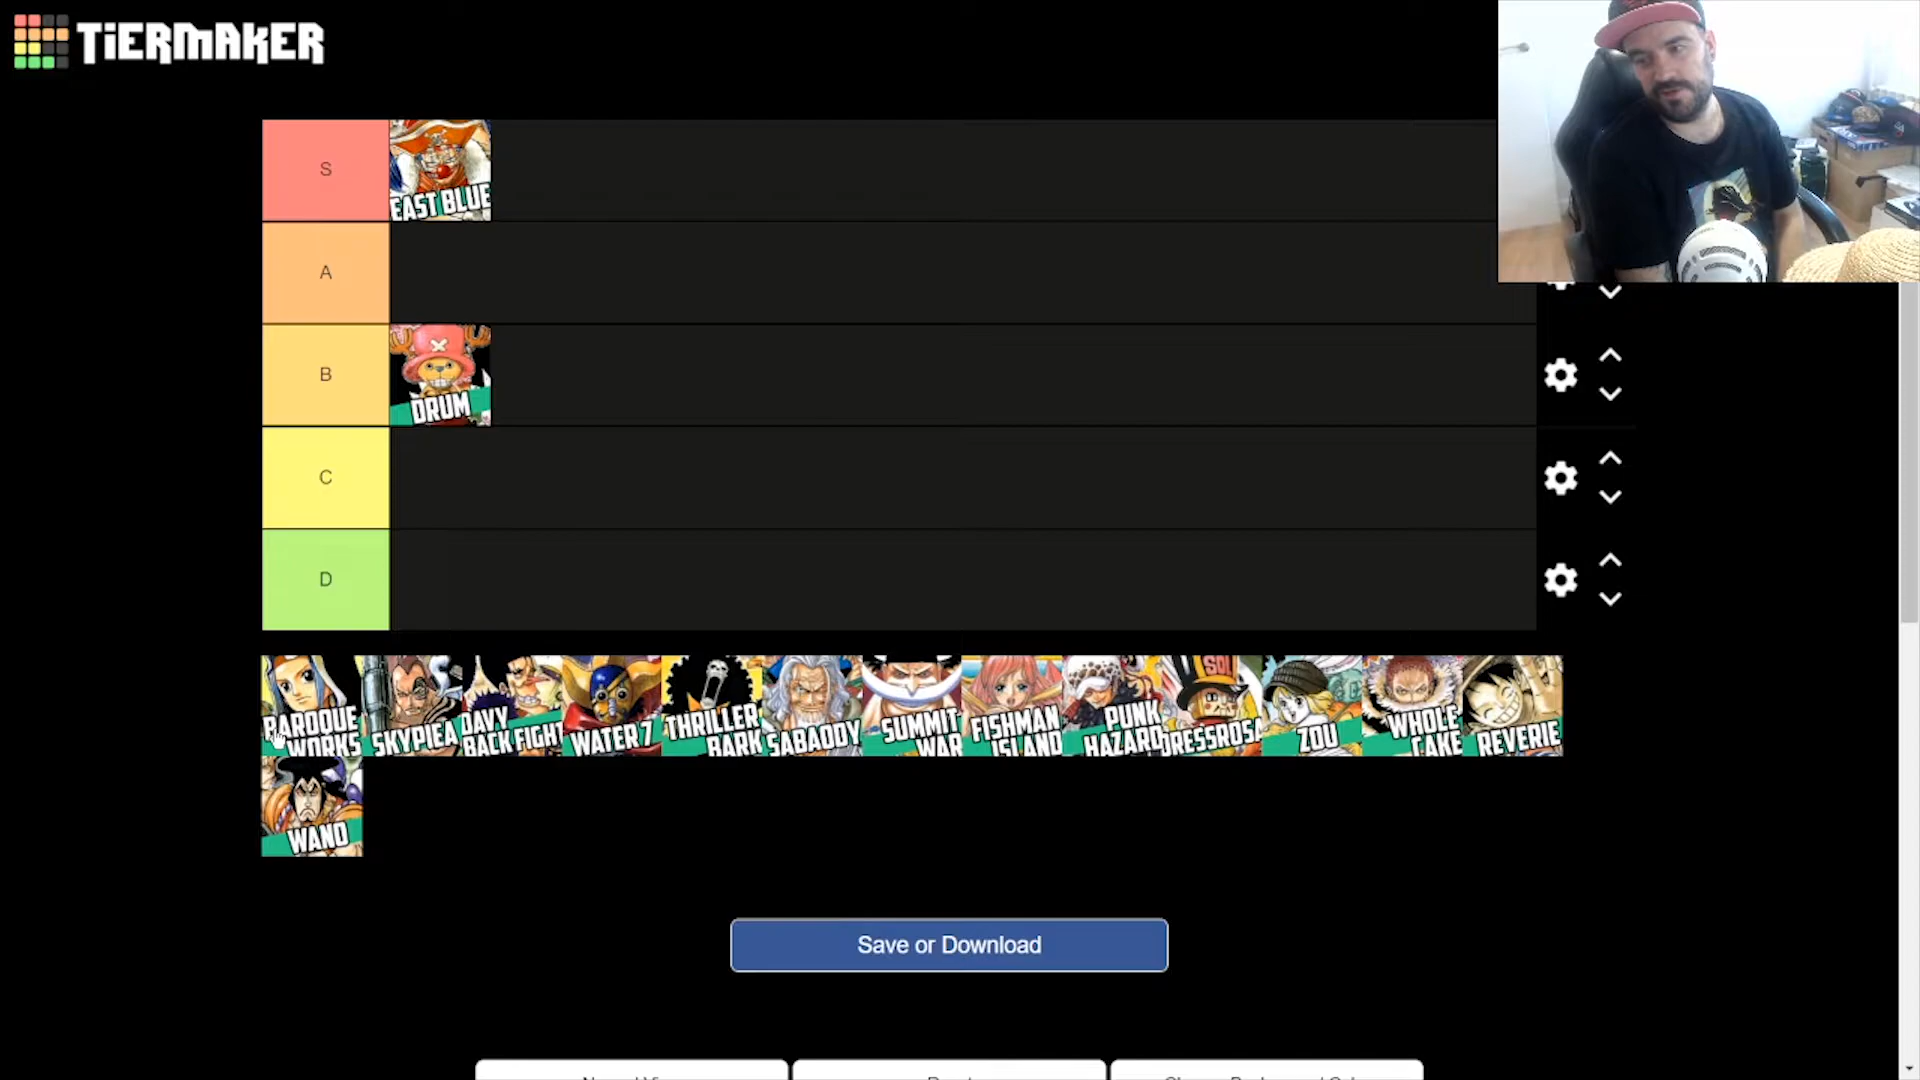 TiERMAKER
S
EAST BLUE
A
B
DRUM
C
D
BAROQUE
WORKS
SKYPIEA
DAVY
BACK FIGHT
WATER 7
THRILLER
BARK
SABAODY
SUMMIT
WAR
FISHMAN
ISLAND
PUNK
HAZARD
DRESSROSA
ZOU
WHOLE
CAKE
REVERIE
WANO
Save or Download